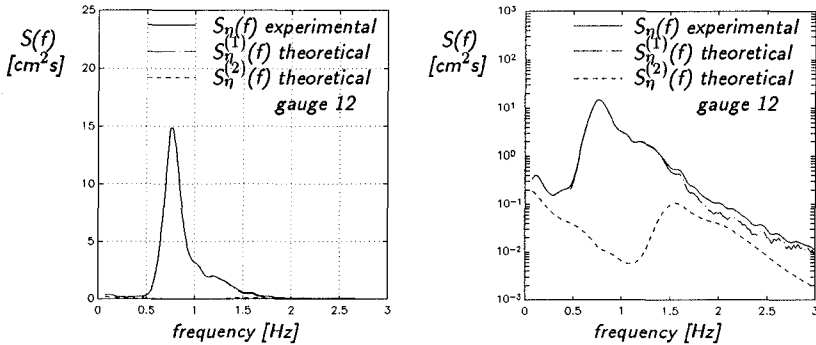 S(f)
[cm²s]
25
20
15
10
5
0
0 0.5 1 1.5 2 2.5 3
frequency [Hz]
Sη(f) experimental
Sη(1)(f) theoretical
Sη(2)(f) theoretical
gauge 12
S(f)
[cm²s]
10³
10²
10¹
10⁰
10⁻¹
10⁻²
10⁻³
0 0.5 1 1.5 2 2.5 3
frequency [Hz]
Sη(f) experimental
Sη(1)(f) theoretical
Sη(2)(f) theoretical
gauge 12